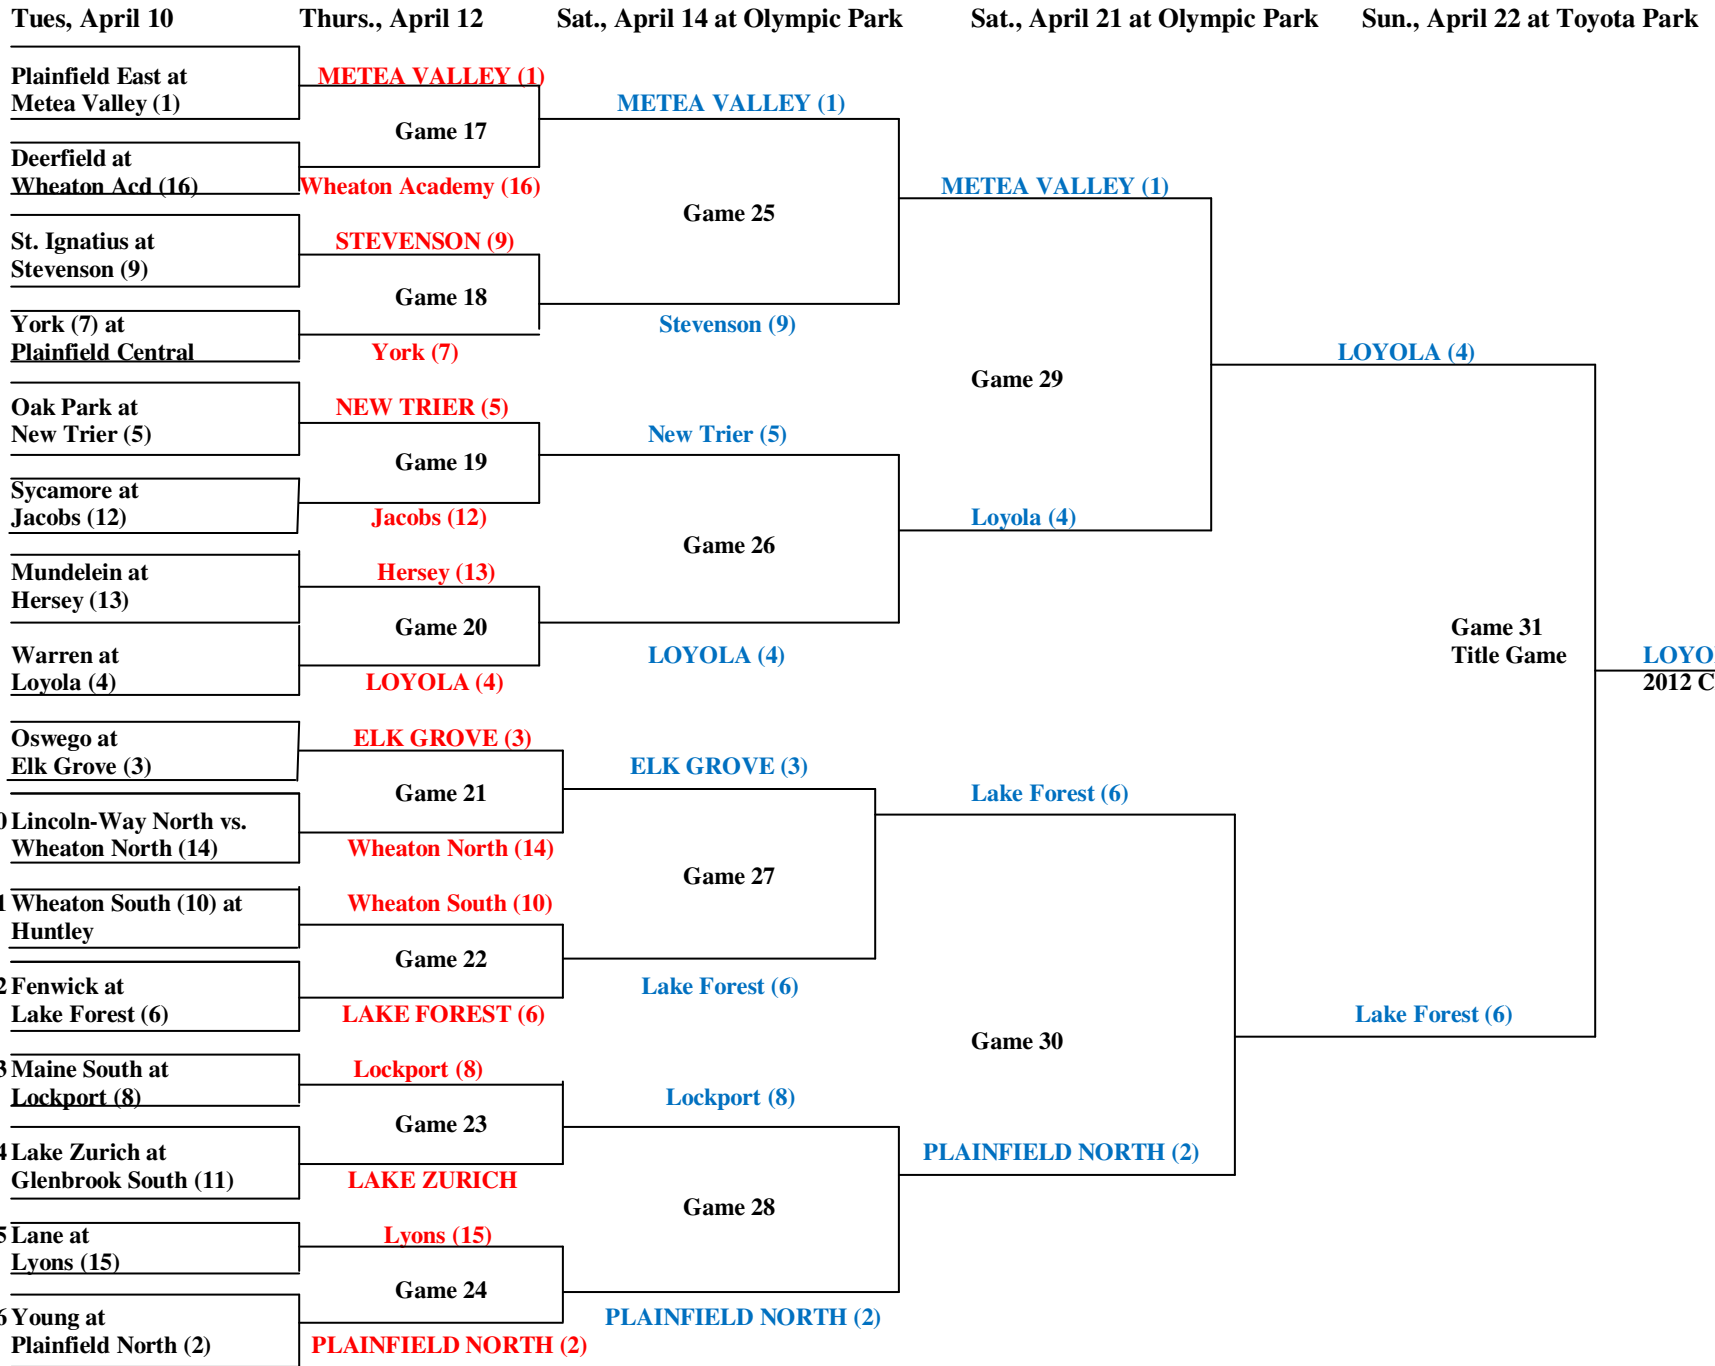 Tues, April 10
Thurs., April 12
Sat., April 14 at Olympic Park
Sat., April 21 at Olympic Park
Sun., April 22 at Toyota Park
Plainfield East at
Metea Valley (1)
Deerfield at
Wheaton Acd (16)
St. Ignatius at
Stevenson (9)
York (7) at
Plainfield Central
Oak Park at
New Trier (5)
Sycamore at
Jacobs (12)
Mundelein at
Hersey (13)
Warren at
Loyola (4)
Oswego at
Elk Grove (3)
0 Lincoln-Way North vs.
Wheaton North (14)
1 Wheaton South (10) at
Huntley
2 Fenwick at
Lake Forest (6)
3 Maine South at
Lockport (8)
4 Lake Zurich at
Glenbrook South (11)
5 Lane at
Lyons (15)
6 Young at
Plainfield North (2)
METEA VALLEY (1)
Game 17
Wheaton Academy (16)
STEVENSON (9)
Game 18
York (7)
NEW TRIER (5)
Game 19
Jacobs (12)
Hersey (13)
Game 20
LOYOLA (4)
ELK GROVE (3)
Game 21
Wheaton North (14)
Wheaton South (10)
Game 22
LAKE FOREST (6)
Lockport (8)
Game 23
LAKE ZURICH
Lyons (15)
Game 24
PLAINFIELD NORTH (2)
METEA VALLEY (1)
Game 25
Stevenson (9)
New Trier (5)
Game 26
LOYOLA (4)
ELK GROVE (3)
Game 27
Lake Forest (6)
Lockport (8)
Game 28
PLAINFIELD NORTH (2)
METEA VALLEY (1)
Game 29
Loyola (4)
Lake Forest (6)
Game 30
PLAINFIELD NORTH (2)
LOYOLA (4)
Game 31
Title Game
Lake Forest (6)
LOYO
2012 C